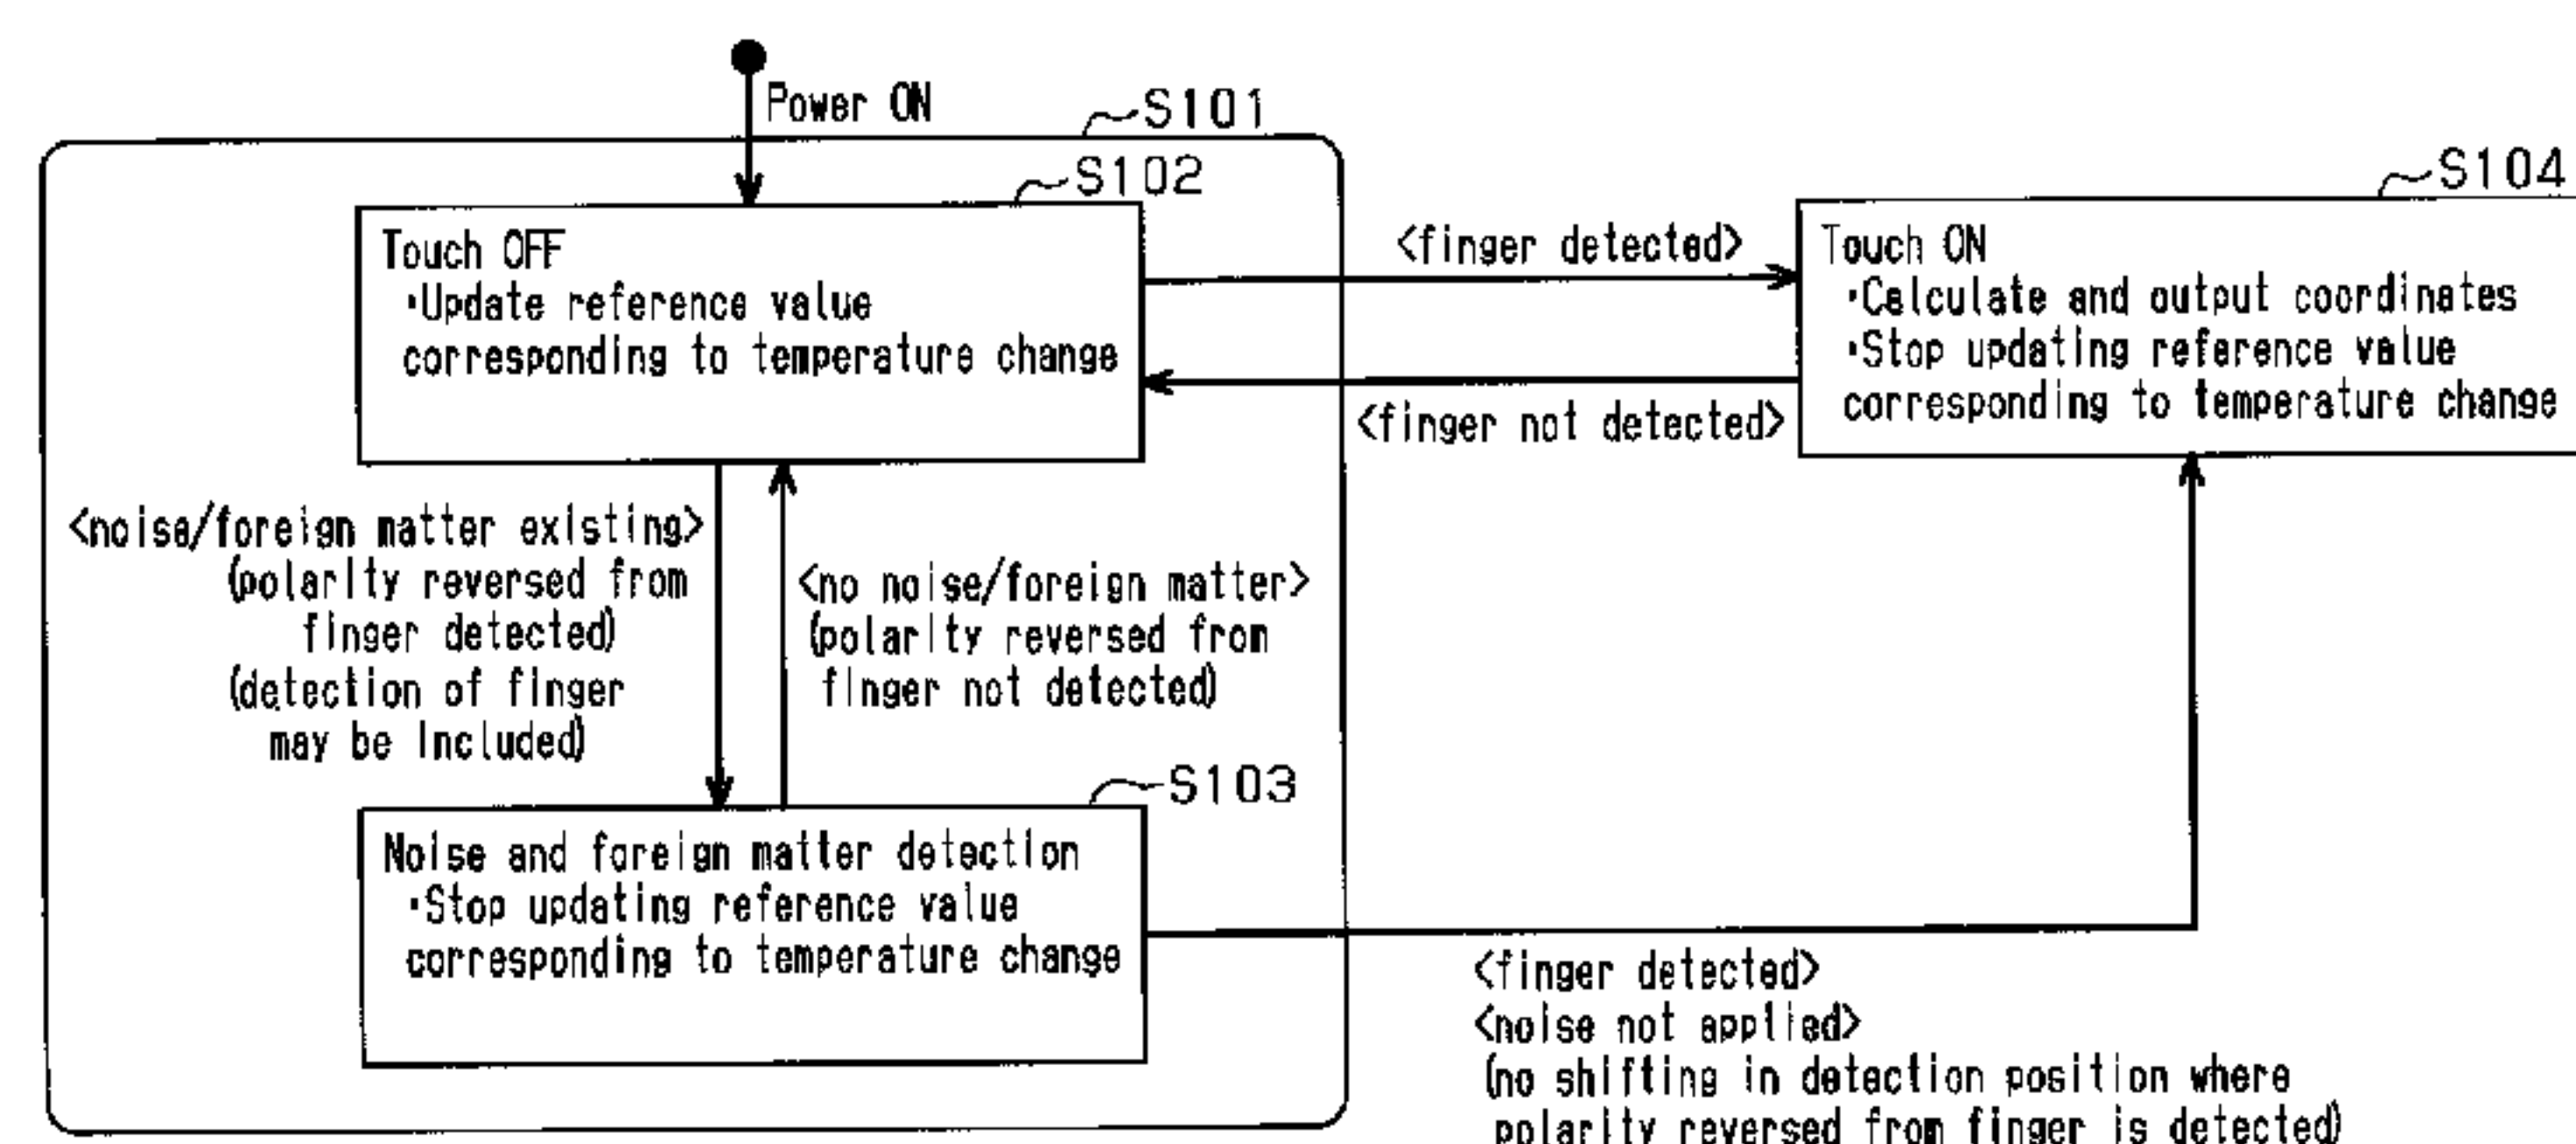 Power ON
S101
S102
S104
Touch OFF
・Update reference value
corresponding to temperature change
<finger detected>
<finger not detected>
Touch ON
・Calculate and output coordinates
・Stop updating reference value
corresponding to temperature change
<noise/foreign matter existing>
(polarity reversed from
finger detected)
(detection of finger
may be included)
<no noise/foreign matter>
(polarity reversed from
finger not detected)
S103
Noise and foreign matter detection
・Stop updating reference value
corresponding to temperature change
<finger detected>
<noise not applied>
(no shifting in detection position where
polarity reversed from finger is detected)